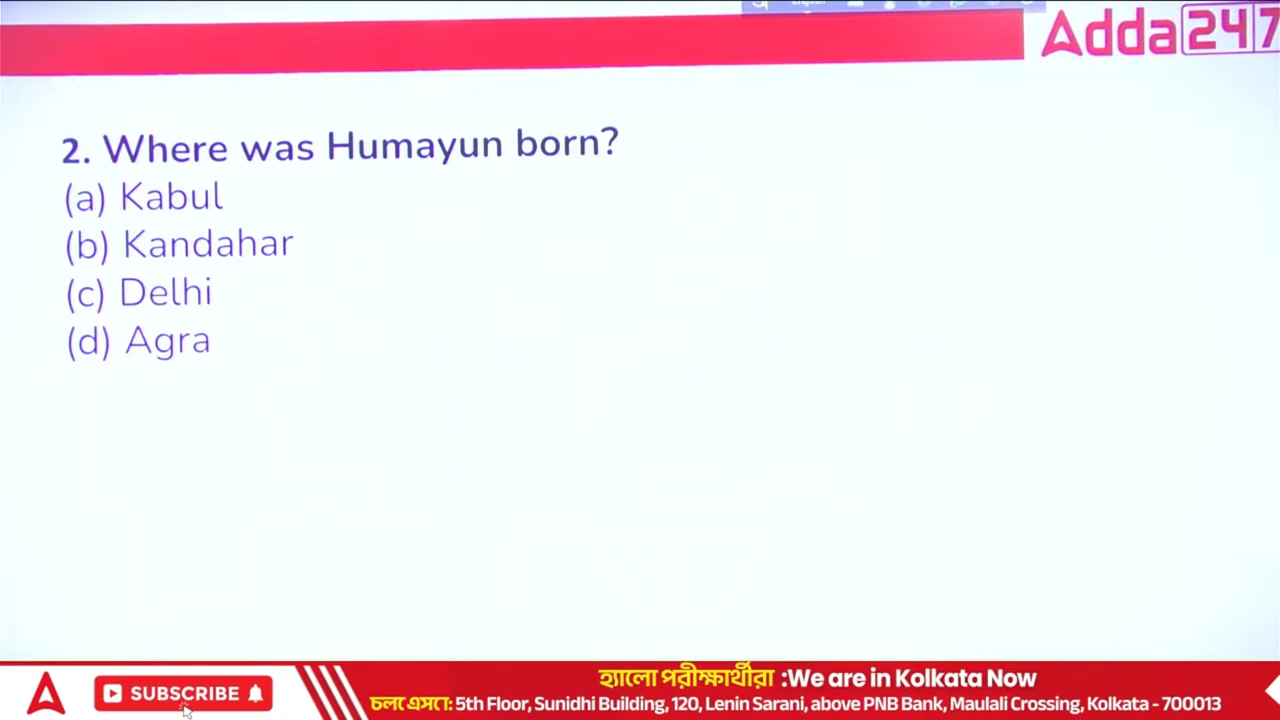 Adda247
2. Where was Humayun born?
(a) Kabul
(b) Kandahar
(c) Delhi
(d) Agra
SUBSCRIBE
হ্যালো পরীক্ষার্থীরা :We are in Kolkata Now
চলে এসো: 5th Floor, Sunidhi Building, 120, Lenin Sarani, above PNB Bank, Maulali Crossing, Kolkata - 700013